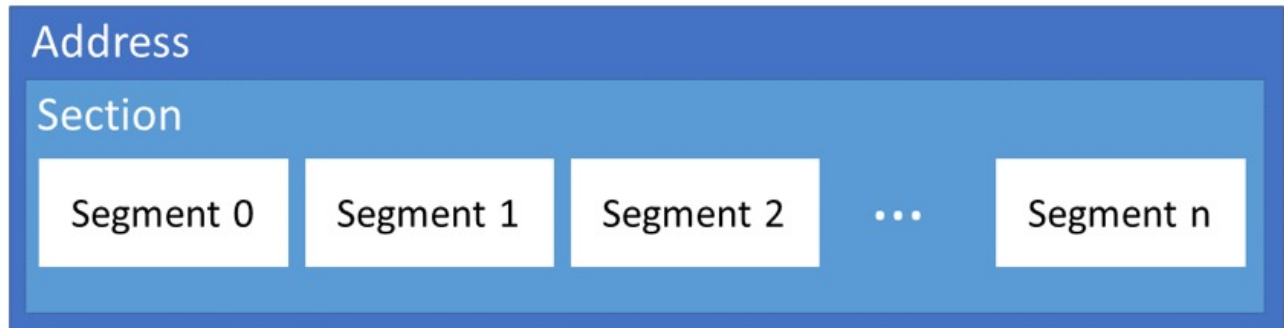 Address
Section
Segment 0 Segment 1 Segment 2 ... Segment n